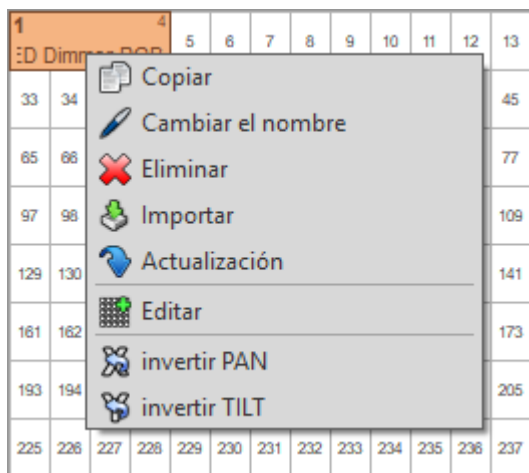 1 4 5 6 7 8 9 10 11 12 13
ED Dimmer RGB
33 34 45
65 66 77
97 98 109
129 130 141
161 162 173
193 194 205
225 226 227 228 229 230 231 232 233 234 235 236 237
Copiar
Cambiar el nombre
Eliminar
Importar
Actualización
Editar
invertir PAN
invertir TILT